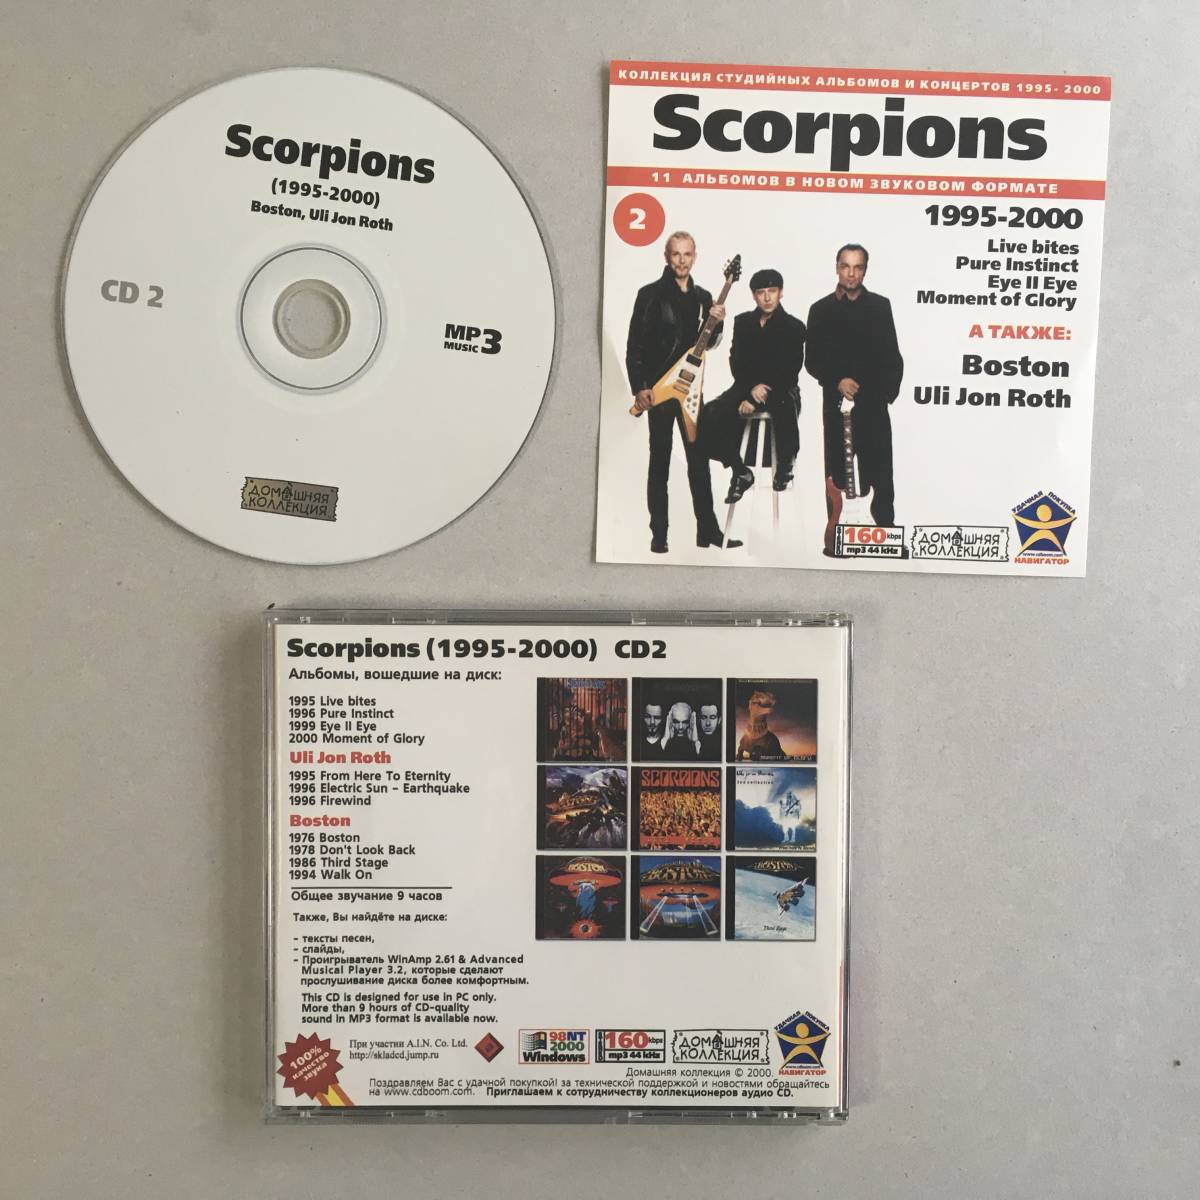 Scorpions
(1995-2000)
Boston, Uli Jon Roth
CD 2
MP3
MUSIC
ДОМАШНЯЯ
КОЛЛЕКЦИЯ
КОЛЛЕКЦИЯ СТУДИЙНЫХ АЛЬБОМОВ И КОНЦЕРТОВ 1995- 2000
Scorpions
11 АЛЬБОМОВ В НОВОМ ЗВУКОВОМ ФОРМАТЕ
2
1995-2000
Live bites
Pure Instinct
Eye II Eye
Moment of Glory
А ТАКЖЕ:
Boston
Uli Jon Roth
160 kbps
mp3 44 kHz
ДОМАШНЯЯ
КОЛЛЕКЦИЯ
УДАЧНАЯ ПОКУПКА
www.cdboom.com
НАВИГАТОР
Scorpions (1995-2000) CD2
Альбомы, вошедшие на диск:
1995 Live bites
1996 Pure Instinct
1999 Eye II Eye
2000 Moment of Glory
Uli Jon Roth
1995 From Here To Eternity
1996 Electric Sun – Earthquake
1996 Firewind
Boston
1976 Boston
1978 Don't Look Back
1986 Third Stage
1994 Walk On
Общее звучание 9 часов
Также, Вы найдёте на диске:
– тексты песен,
– слайды,
– Проигрыватель WinAmp 2.61 & Advanced
Musical Player 3.2, которые сделают
прослушивание диска более комфортным.
This CD is designed for use in PC only.
More than 9 hours of CD-quality
sound in MP3 format is available now.
SCORPIONS
BOSTON
BOSTON
Third Stage
100%
качество
звука
При участии A.I.N. Co. Ltd.
http://skladcd.jump.ru
98NT
2000
Windows
160 kbps
mp3 44 kHz
ДОМАШНЯЯ
КОЛЛЕКЦИЯ
УДАЧНАЯ ПОКУПКА
www.cdboom.com
НАВИГАТОР
Домашняя коллекция © 2000.
Поздравляем Вас с удачной покупкой! за технической поддержкой и новостями обращайтесь
на www.cdboom.com. Приглашаем к сотрудничеству коллекционеров аудио CD.